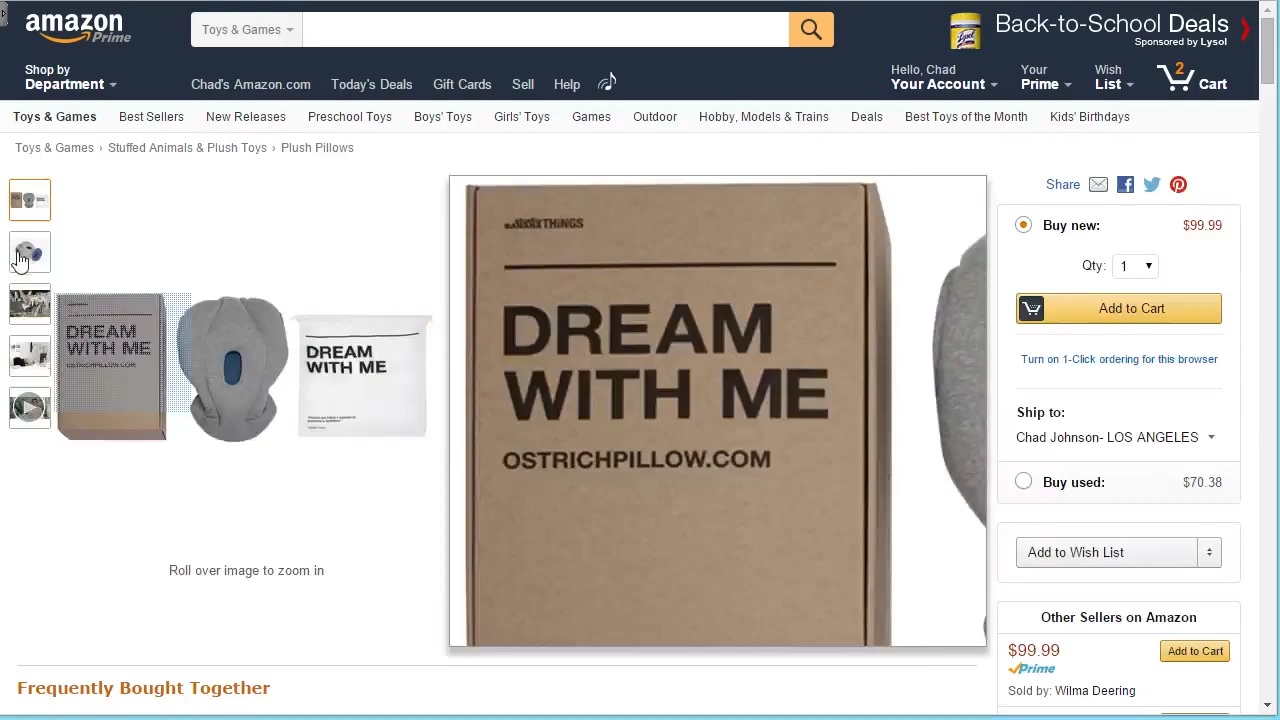 amazon
Prime
Toys & Games
Back-to-School Deals
Sponsored by Lysol
Shop by
Department
Chad's Amazon.com
Today's Deals
Gift Cards
Sell
Help
Hello, Chad
Your Account
Your
Prime
Wish
List
2
Cart
Toys & Games
Best Sellers
New Releases
Preschool Toys
Boys' Toys
Girls' Toys
Games
Outdoor
Hobby, Models & Trains
Deals
Best Toys of the Month
Kids' Birthdays
Toys & Games › Stuffed Animals & Plush Toys › Plush Pillows
DREAM
WITH ME
OSTRICHPILLOW.COM
DREAM
WITH ME
Roll over image to zoom in
THINGS
DREAM
WITH ME
OSTRICHPILLOW.COM
Share
Buy new:
$99.99
Qty:
1
Add to Cart
Turn on 1-Click ordering for this browser
Ship to:
Chad Johnson- LOS ANGELES
Buy used:
$70.38
Add to Wish List
Other Sellers on Amazon
$99.99
Add to Cart
Prime
Sold by: Wilma Deering
Frequently Bought Together